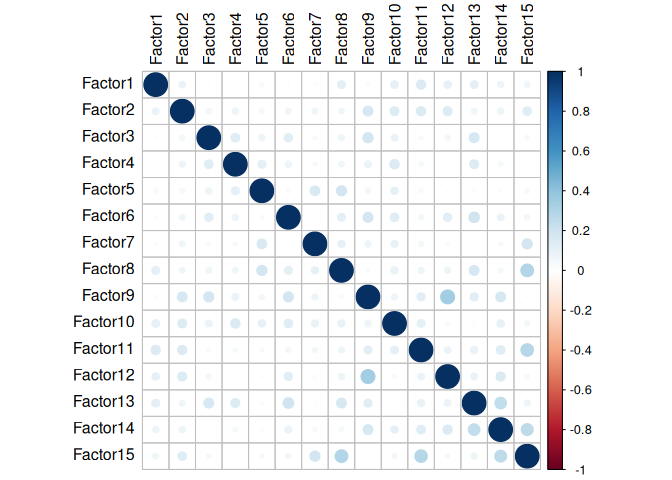 Factor1
Factor2
Factor3
Factor4
Factor5
Factor6
Factor7
Factor8
Factor9
Factor10
Factor11
Factor12
Factor13
Factor14
Factor15
Factor1
Factor2
Factor3
Factor4
Factor5
Factor6
Factor7
Factor8
Factor9
Factor10
Factor11
Factor12
Factor13
Factor14
Factor15
1
0.8
0.6
0.4
0.2
0
-0.2
-0.4
-0.6
-0.8
-1